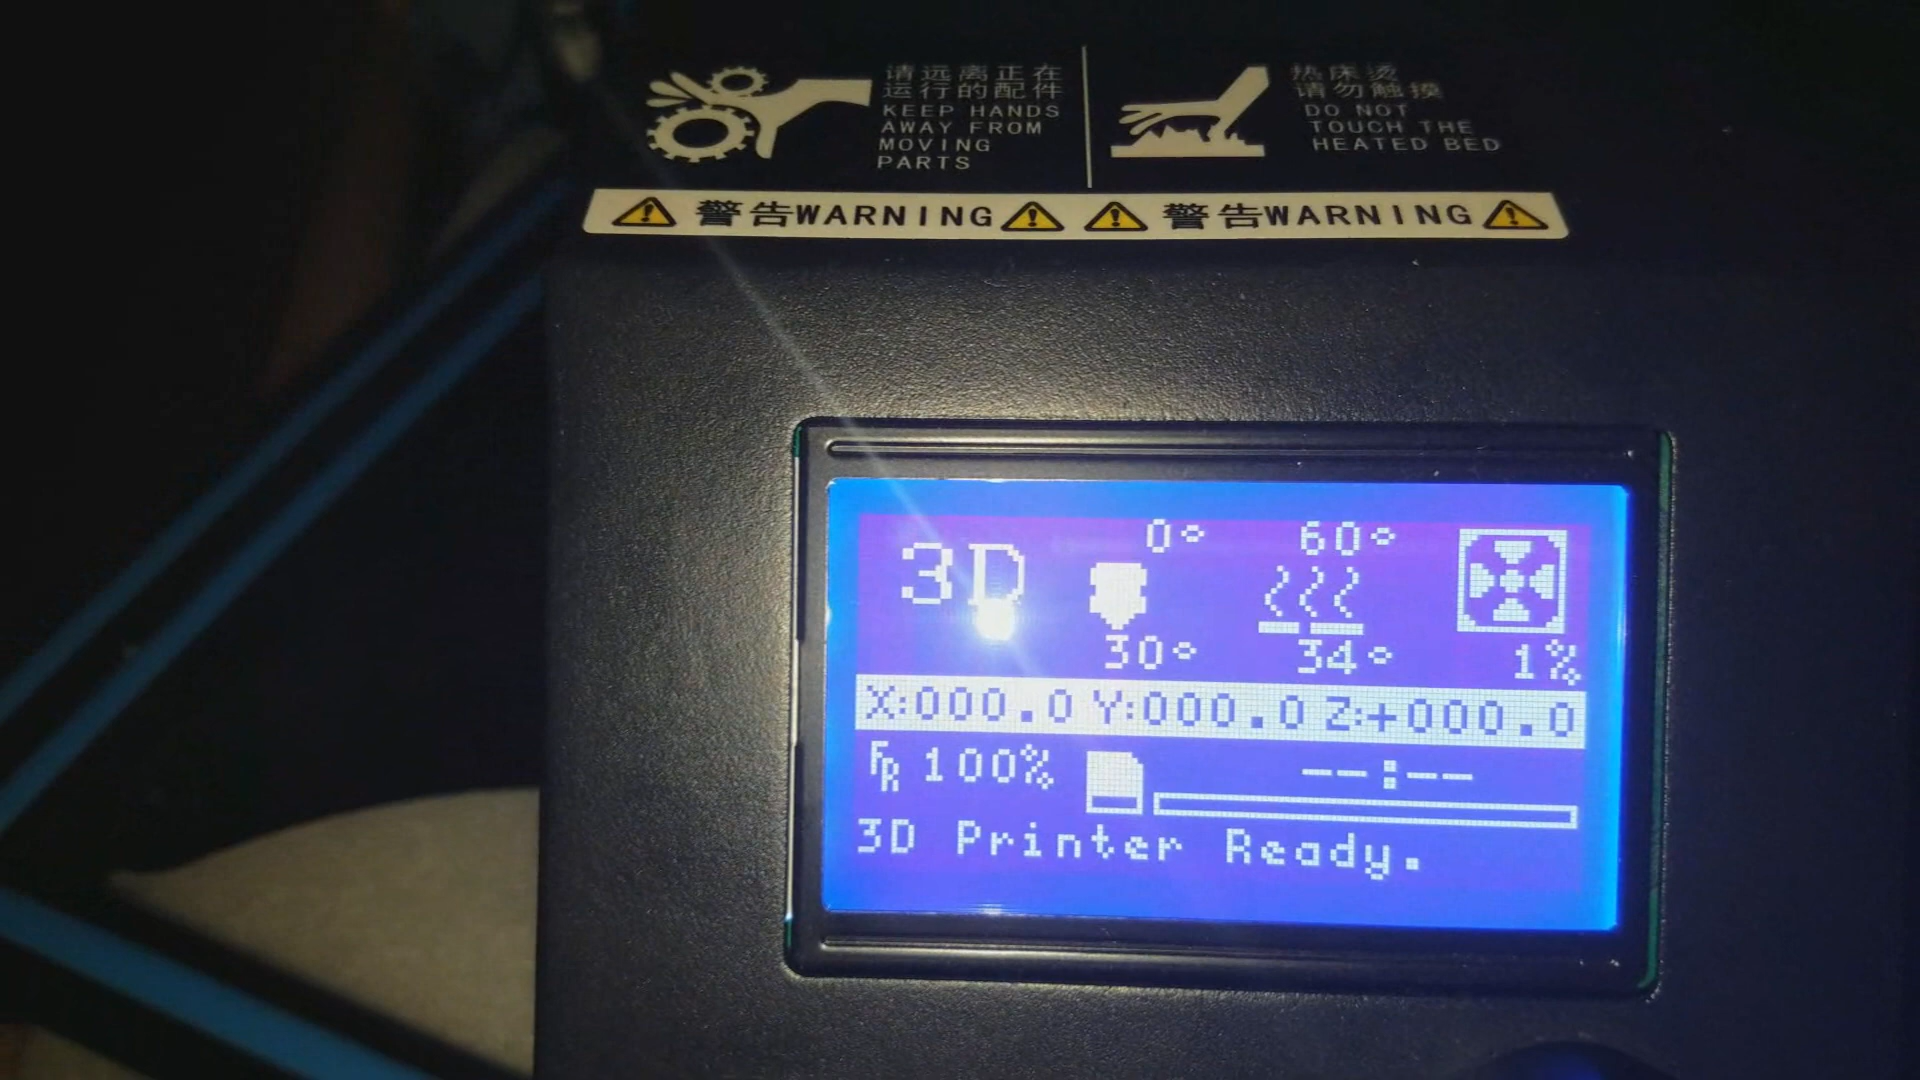 请远离正在
运行的配件
KEEP HANDS
AWAY FROM
MOVING
PARTS
热床烫
请勿触摸
DO NOT
TOUCH THE
HEATED BED
警告WARNING
警告WARNING
3D
0°
60°
30°
34°
1%
X:000.0 Y:000.0 Z:+000.0
FR 100%
--:--
3D Printer Ready.